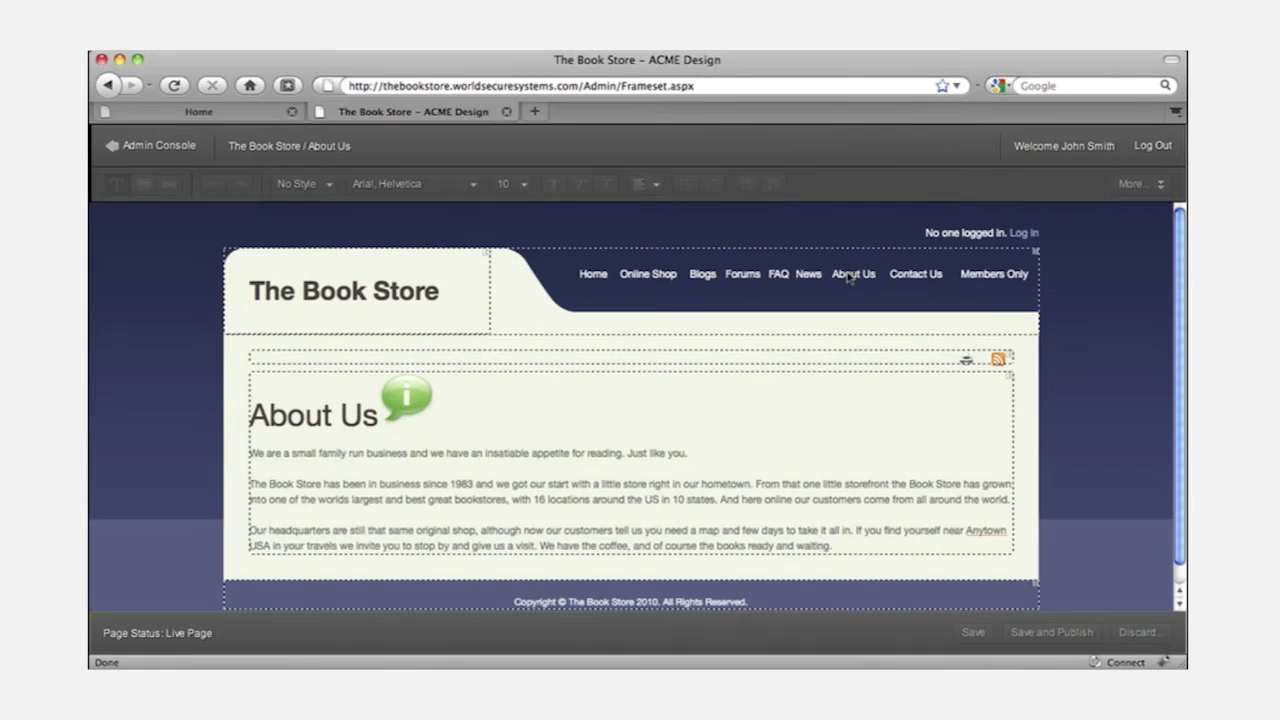 The Book Store – ACME Design
http://thebookstore.worldsecuresystems.com/Admin/Frameset.aspx
Google
Home
The Book Store – ACME Design
Admin Console
The Book Store / About Us
Welcome John Smith
Log Out
No Style
Arial, Helvetica
10
More...
No one logged in. Log in
The Book Store
Home Online Shop Blogs Forums FAQ News About Us Contact Us Members Only
About Us
We are a small family run business and we have an insatiable appetite for reading. Just like you.
The Book Store has been in business since 1983 and we got our start with a little store right in our hometown. From that one little storefront the Book Store has grown
into one of the worlds largest and best great bookstores, with 16 locations around the US in 10 states. And here online our customers come from all around the world.
Our headquarters are still that same original shop, although now our customers tell us you need a map and few days to take it all in. If you find yourself near Anytown
USA in your travels we invite you to stop by and give us a visit. We have the coffee, and of course the books ready and waiting.
Copyright © The Book Store 2010. All Rights Reserved.
Page Status: Live Page
Save
Save and Publish
Discard...
Done
Connect